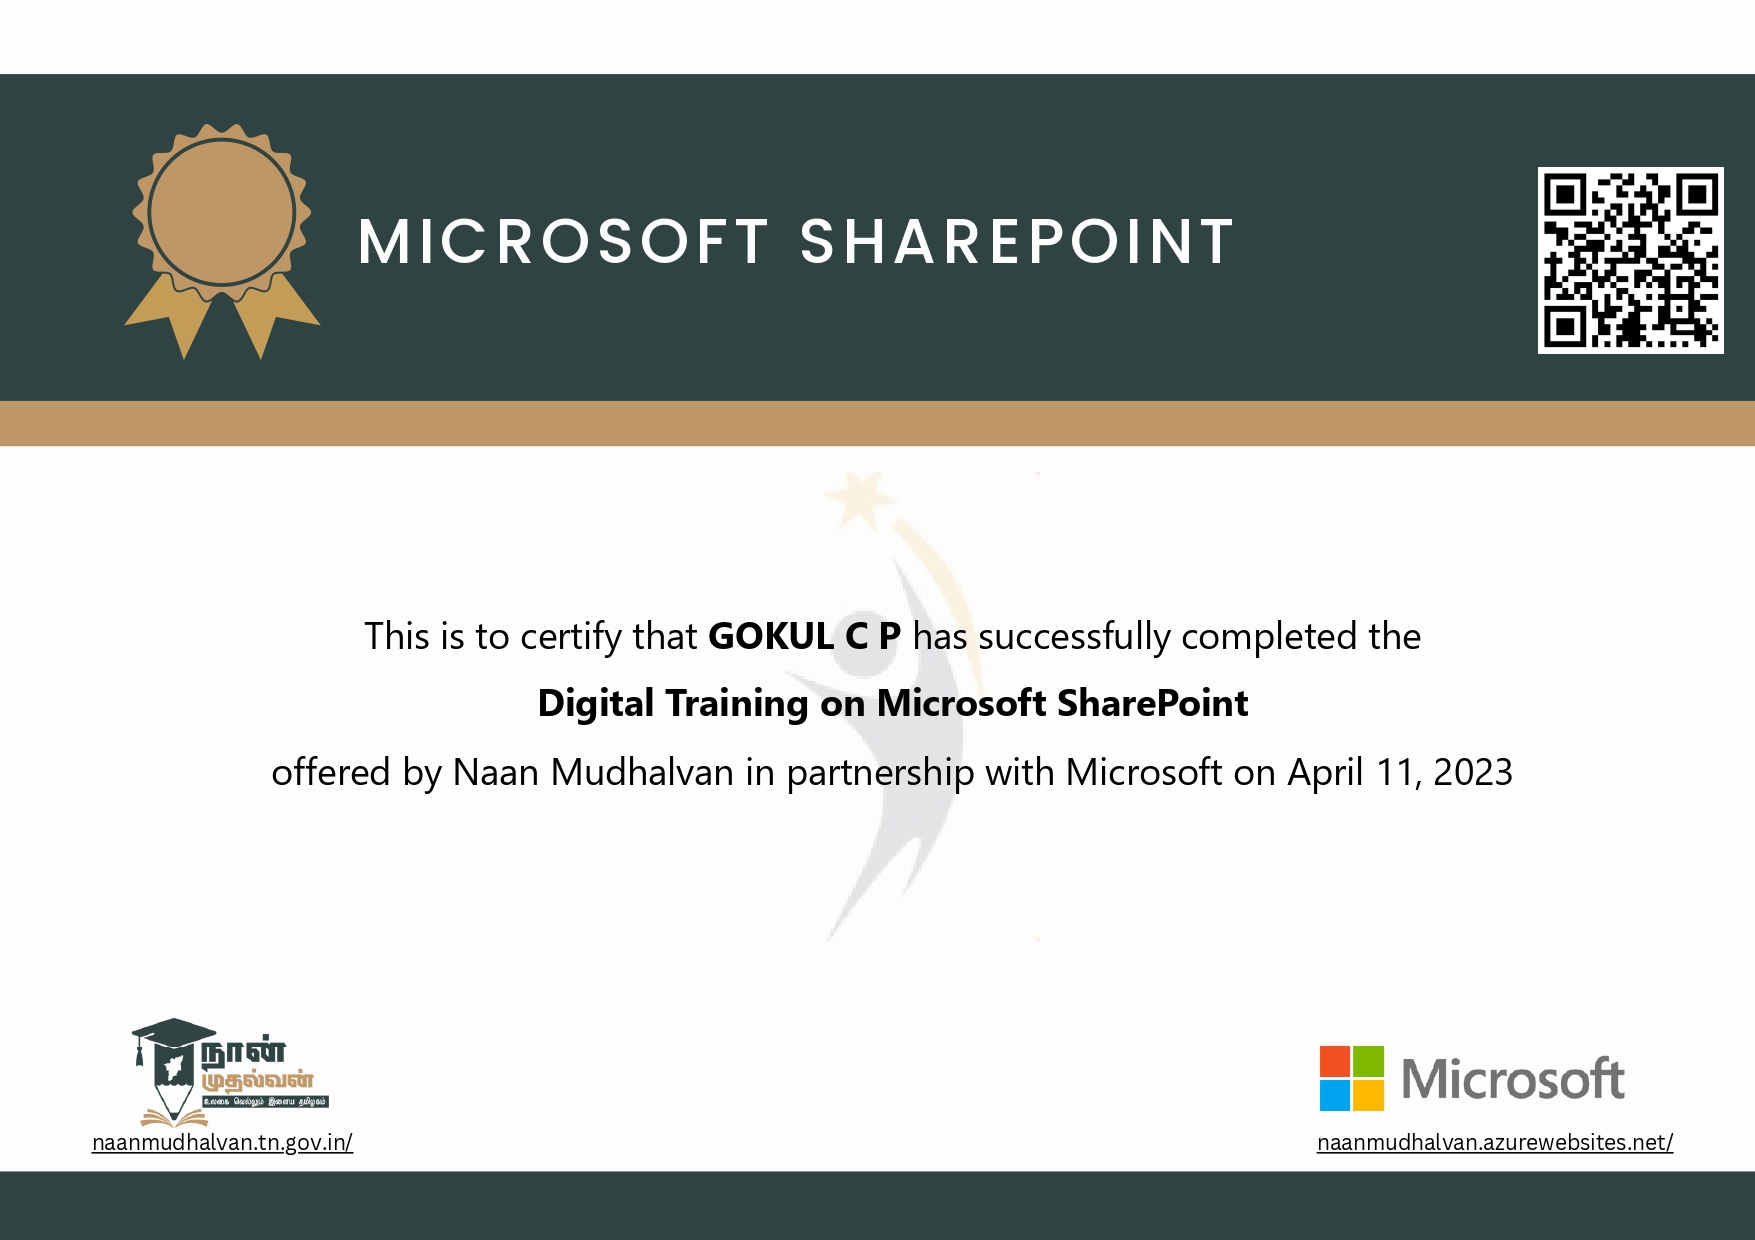 MICROSOFT SHAREPOINT
This is to certify that GOKUL C P has successfully completed the
Digital Training on Microsoft SharePoint
offered by Naan Mudhalvan in partnership with Microsoft on April 11, 2023
நான்
முதல்வன்
உலகை வெல்லும் இளைய தமிழகம்
naanmudhalvan.tn.gov.in/
Microsoft
naanmudhalvan.azurewebsites.net/